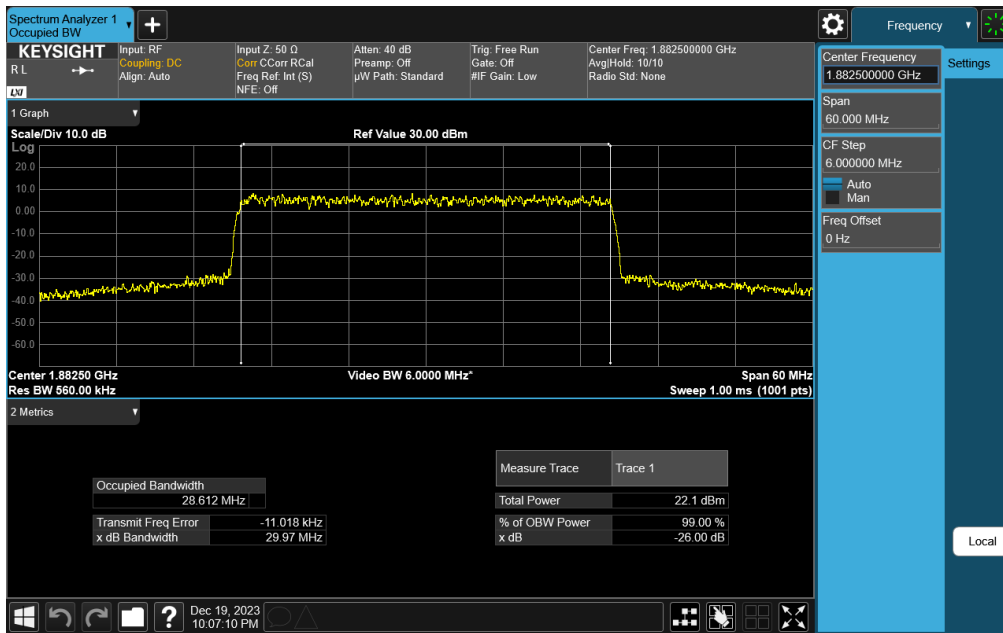 Spectrum Analyzer 1
Occupied BW
+
Frequency
KEYSIGHT
R L
LXI
Input: RF
Coupling: DC
Align: Auto
Input Z: 50 Ω
Corr CCorr RCal
Freq Ref: Int (S)
NFE: Off
Atten: 40 dB
Preamp: Off
µW Path: Standard
Trig: Free Run
Gate: Off
#IF Gain: Low
Center Freq: 1.882500000 GHz
Avg|Hold: 10/10
Radio Std: None
Center Frequency
1.882500000 GHz
Settings
Span
60.000 MHz
CF Step
6.000000 MHz
Auto
Man
Freq Offset
0 Hz
Local
1 Graph
Scale/Div 10.0 dB
Ref Value 30.00 dBm
Log
20.0
10.0
0.00
-10.0
-20.0
-30.0
-40.0
-50.0
-60.0
Center 1.88250 GHz
Video BW 6.0000 MHz*
Span 60 MHz
Res BW 560.00 kHz
Sweep 1.00 ms (1001 pts)
2 Metrics
Occupied Bandwidth
28.612 MHz
Transmit Freq Error -11.018 kHz
x dB Bandwidth 29.97 MHz
Measure Trace Trace 1
Total Power 22.1 dBm
% of OBW Power 99.00 %
x dB -26.00 dB
?
Dec 19, 2023
10:07:10 PM